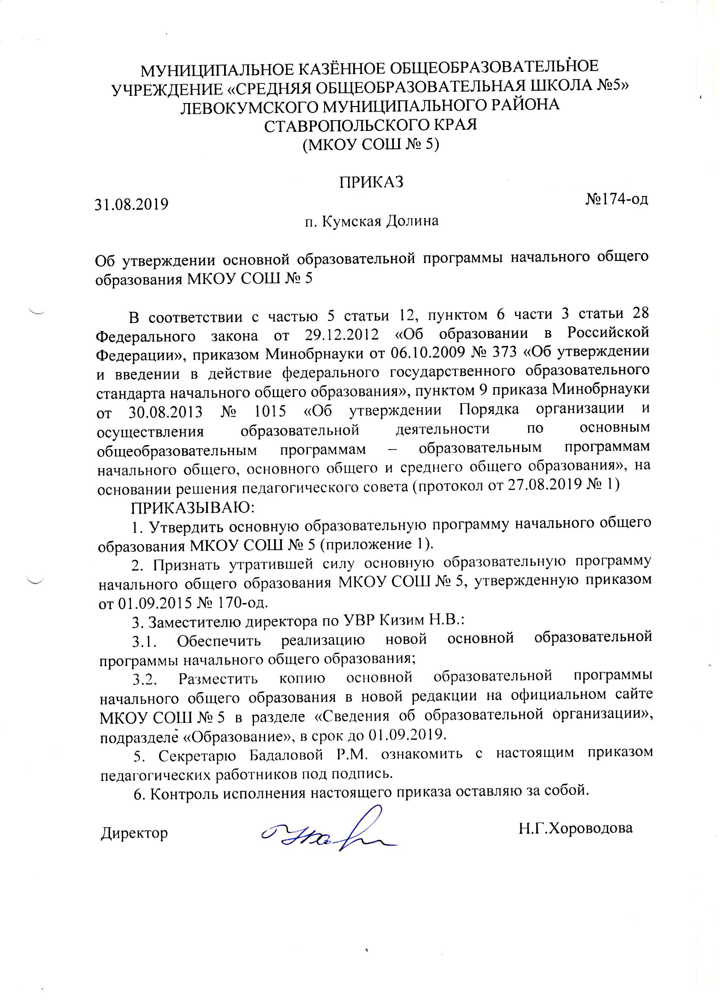 МУНИЦИПАЛЬНОЕ КАЗЁННОЕ ОБЩЕОБРАЗОВАТЕЛЬНОЕ
УЧРЕЖДЕНИЕ «СРЕДНЯЯ ОБЩЕОБРАЗОВАТЕЛЬНАЯ ШКОЛА №5»
ЛЕВОКУМСКОГО МУНИЦИПАЛЬНОГО РАЙОНА
СТАВРОПОЛЬСКОГО КРАЯ
(МКОУ СОШ № 5)
ПРИКАЗ
31.08.2019 №174-од
п. Кумская Долина
Об утверждении основной образовательной программы начального общего
образования МКОУ СОШ № 5
В соответствии с частью 5 статьи 12, пунктом 6 части 3 статьи 28
Федерального закона от 29.12.2012 «Об образовании в Российской
Федерации», приказом Минобрнауки от 06.10.2009 № 373 «Об утверждении
и введении в действие федерального государственного образовательного
стандарта начального общего образования», пунктом 9 приказа Минобрнауки
от 30.08.2013 № 1015 «Об утверждении Порядка организации и
осуществления образовательной деятельности по основным
общеобразовательным программам – образовательным программам
начального общего, основного общего и среднего общего образования», на
основании решения педагогического совета (протокол от 27.08.2019 № 1)
ПРИКАЗЫВАЮ:
1. Утвердить основную образовательную программу начального общего
образования МКОУ СОШ № 5 (приложение 1).
2. Признать утратившей силу основную образовательную программу
начального общего образования МКОУ СОШ № 5, утвержденную приказом
от 01.09.2015 № 170-од.
3. Заместителю директора по УВР Кизим Н.В.:
3.1. Обеспечить реализацию новой основной образовательной
программы начального общего образования;
3.2. Разместить копию основной образовательной программы
начального общего образования в новой редакции на официальном сайте
МКОУ СОШ № 5 в разделе «Сведения об образовательной организации»,
подразделе «Образование», в срок до 01.09.2019.
5. Секретарю Бадаловой Р.М. ознакомить с настоящим приказом
педагогических работников под подпись.
6. Контроль исполнения настоящего приказа оставляю за собой.
Директор Н.Г.Хороводова